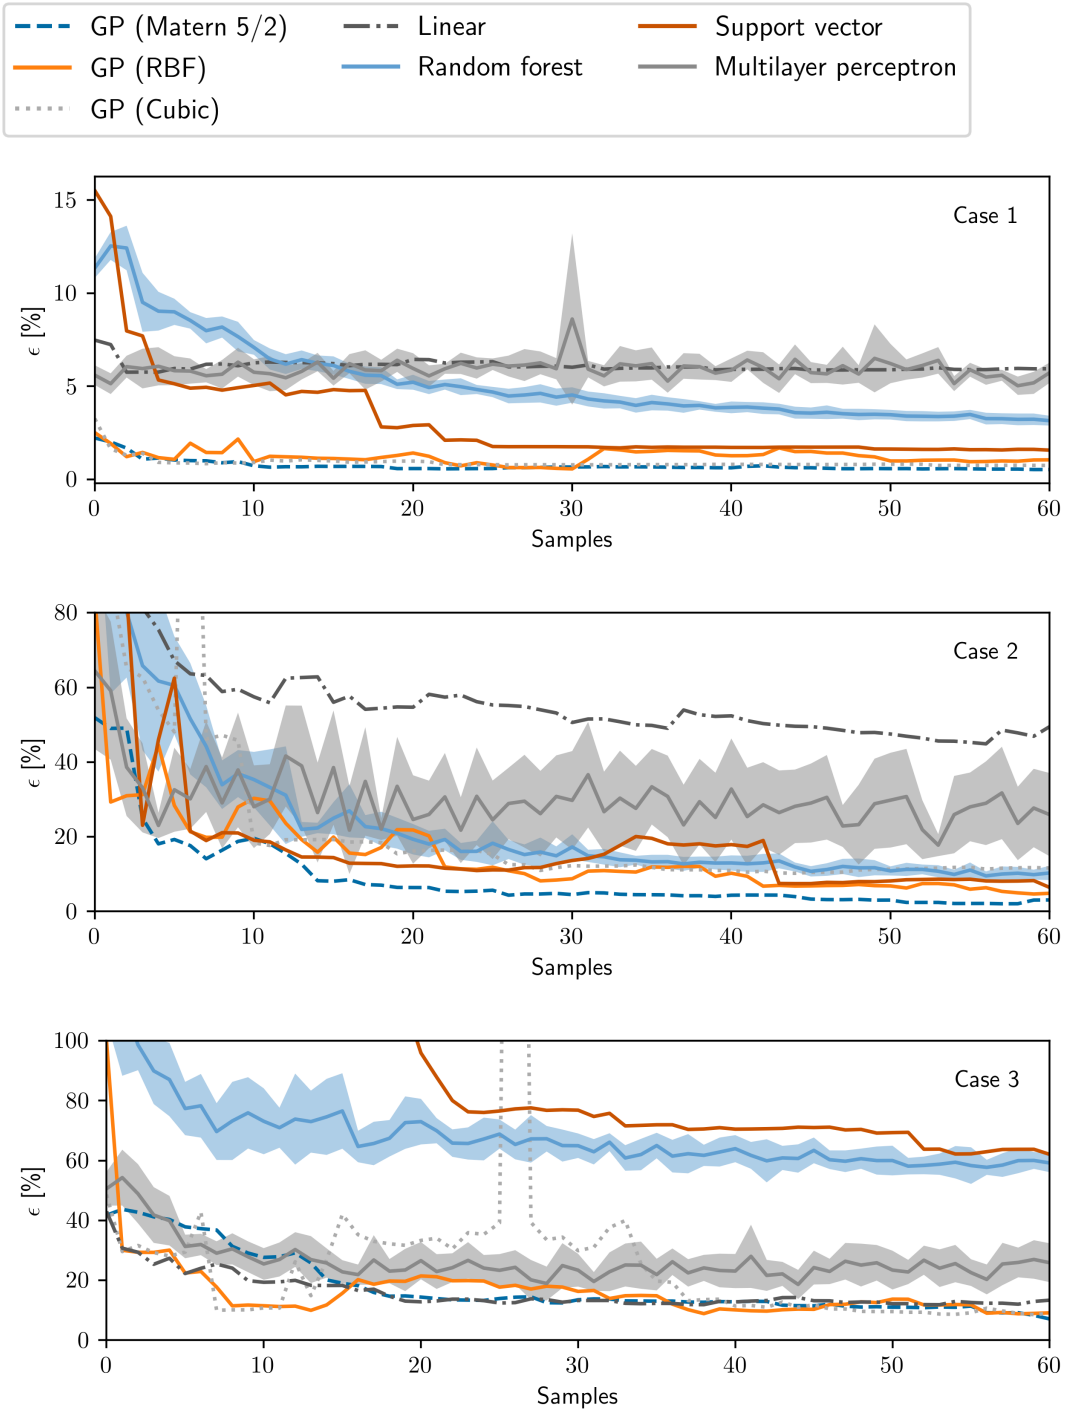 GP (Matern 5/2) Linear Support vector
GP (RBF) Random forest Multilayer perceptron
GP (Cubic)
15
10
5
0
ϵ [%]
Case 1
0 10 20 30 40 50 60
Samples
80
60
40
20
0
ϵ [%]
Case 2
0 10 20 30 40 50 60
Samples
100
80
60
40
20
0
ϵ [%]
Case 3
0 10 20 30 40 50 60
Samples